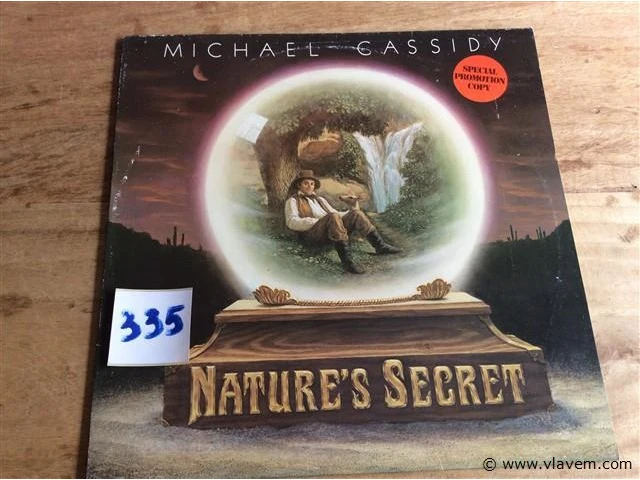 MICHAEL CASSIDY
SPECIAL
PROMOTION
COPY
335
NATURE'S SECRET
© www.vlavem.com